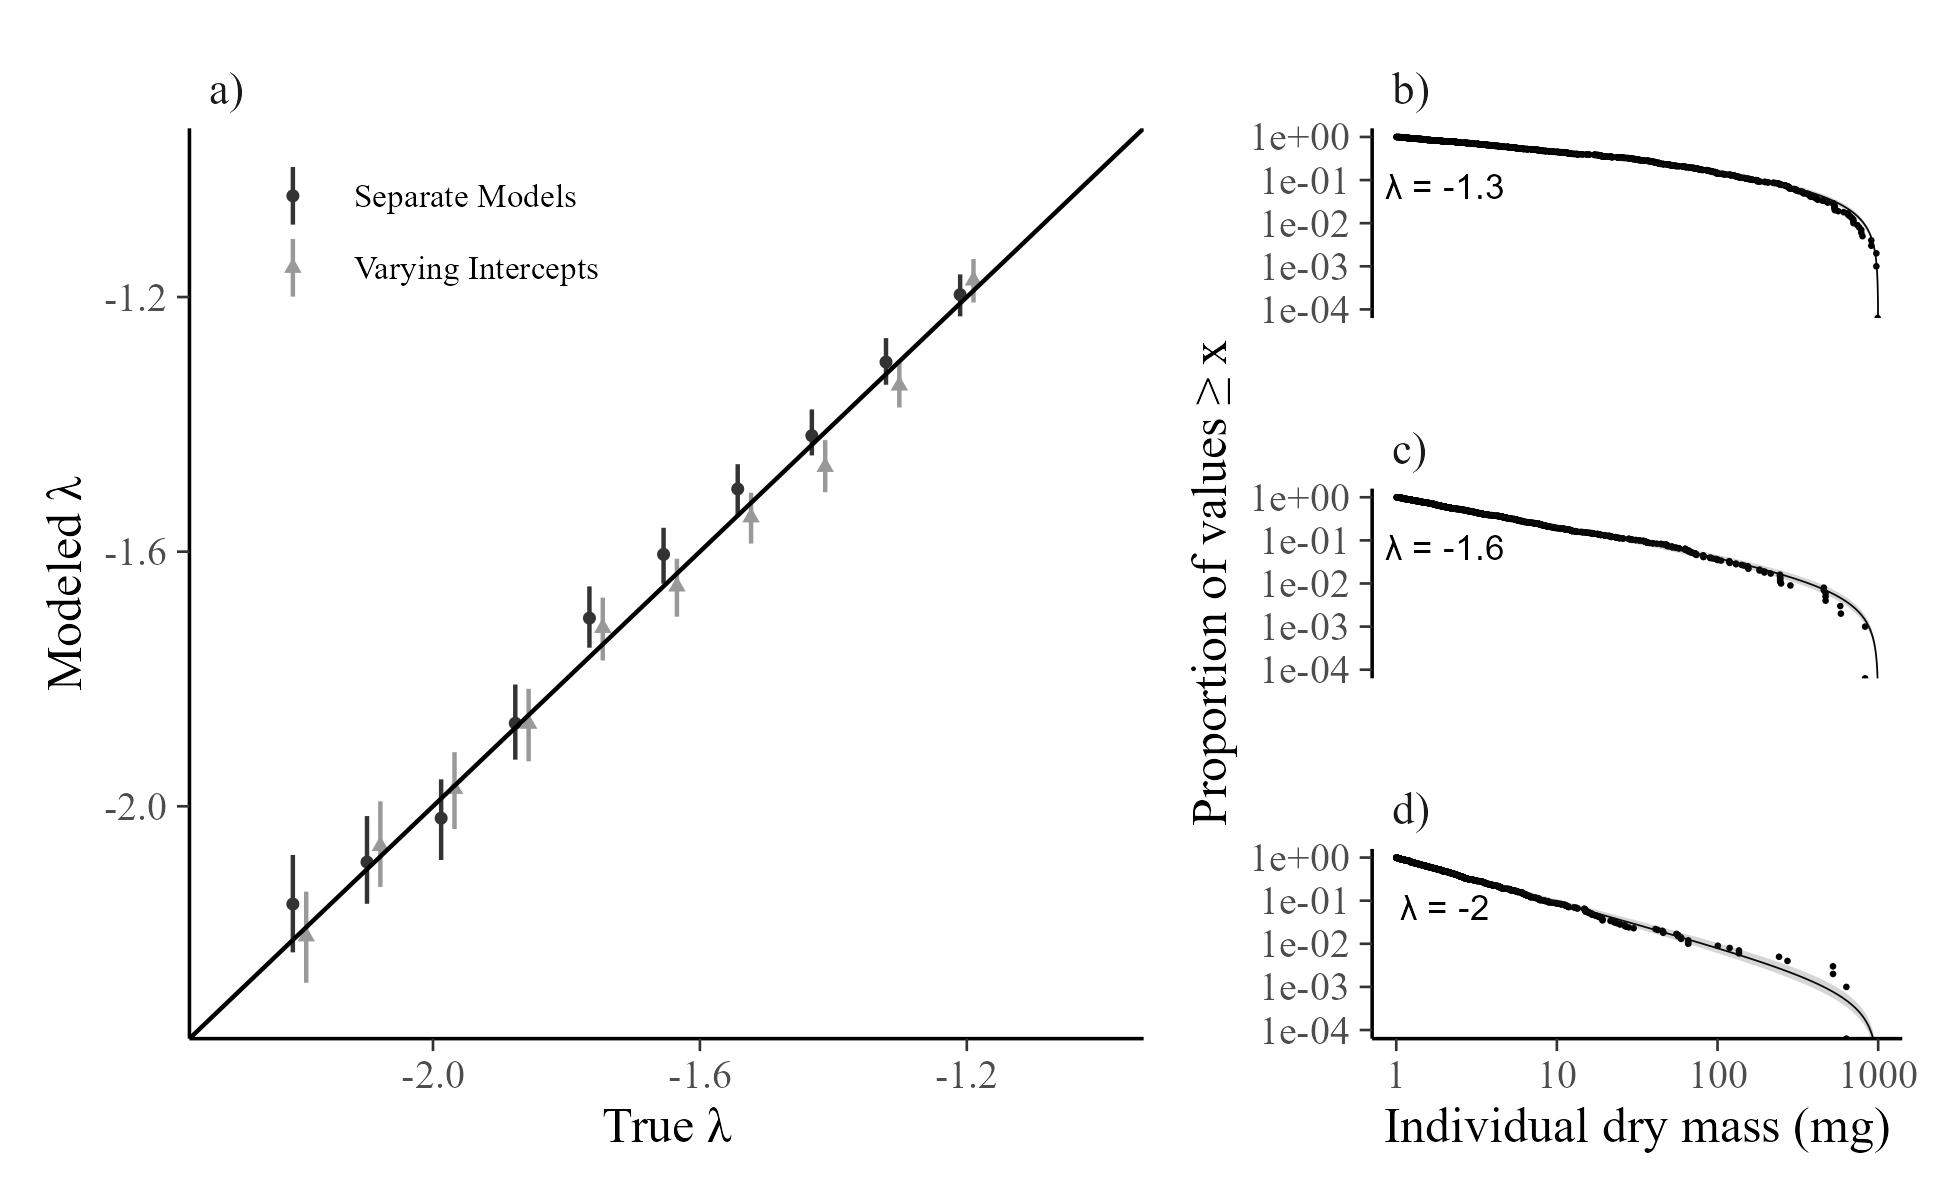 a)
Separate Models
Varying Intercepts
-1.2
-1.6
-2.0
Modeled λ
-2.0 -1.6 -1.2
True λ
Proportion of values ≥ x
b)
1e+00
1e-01
1e-02
1e-03
1e-04
λ = -1.3
c)
1e+00
1e-01
1e-02
1e-03
1e-04
λ = -1.6
d)
1e+00
1e-01
1e-02
1e-03
1e-04
λ = -2
1 10 100 1000
Individual dry mass (mg)